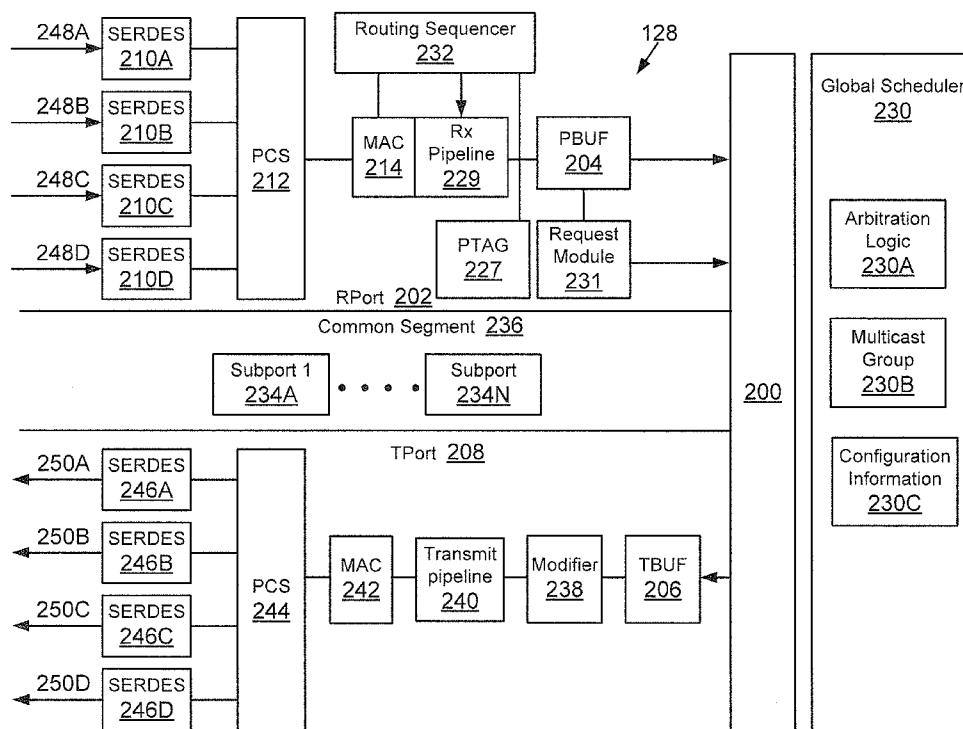 248A
SERDES
210A
248B
SERDES
210B
248C
SERDES
210C
248D
SERDES
210D
PCS
212
Routing Sequencer
232
MAC
214
Rx
Pipeline
229
PBUF
204
PTAG
227
Request
Module
231
128
RPort 202
Common Segment 236
Subport 1
234A
Subport
234N
200
Global Scheduler
230
Arbitration
Logic
230A
Multicast
Group
230B
Configuration
Information
230C
TPort 208
250A
SERDES
246A
250B
SERDES
246B
250C
SERDES
246C
250D
SERDES
246D
PCS
244
MAC
242
Transmit
pipeline
240
Modifier
238
TBUF
206